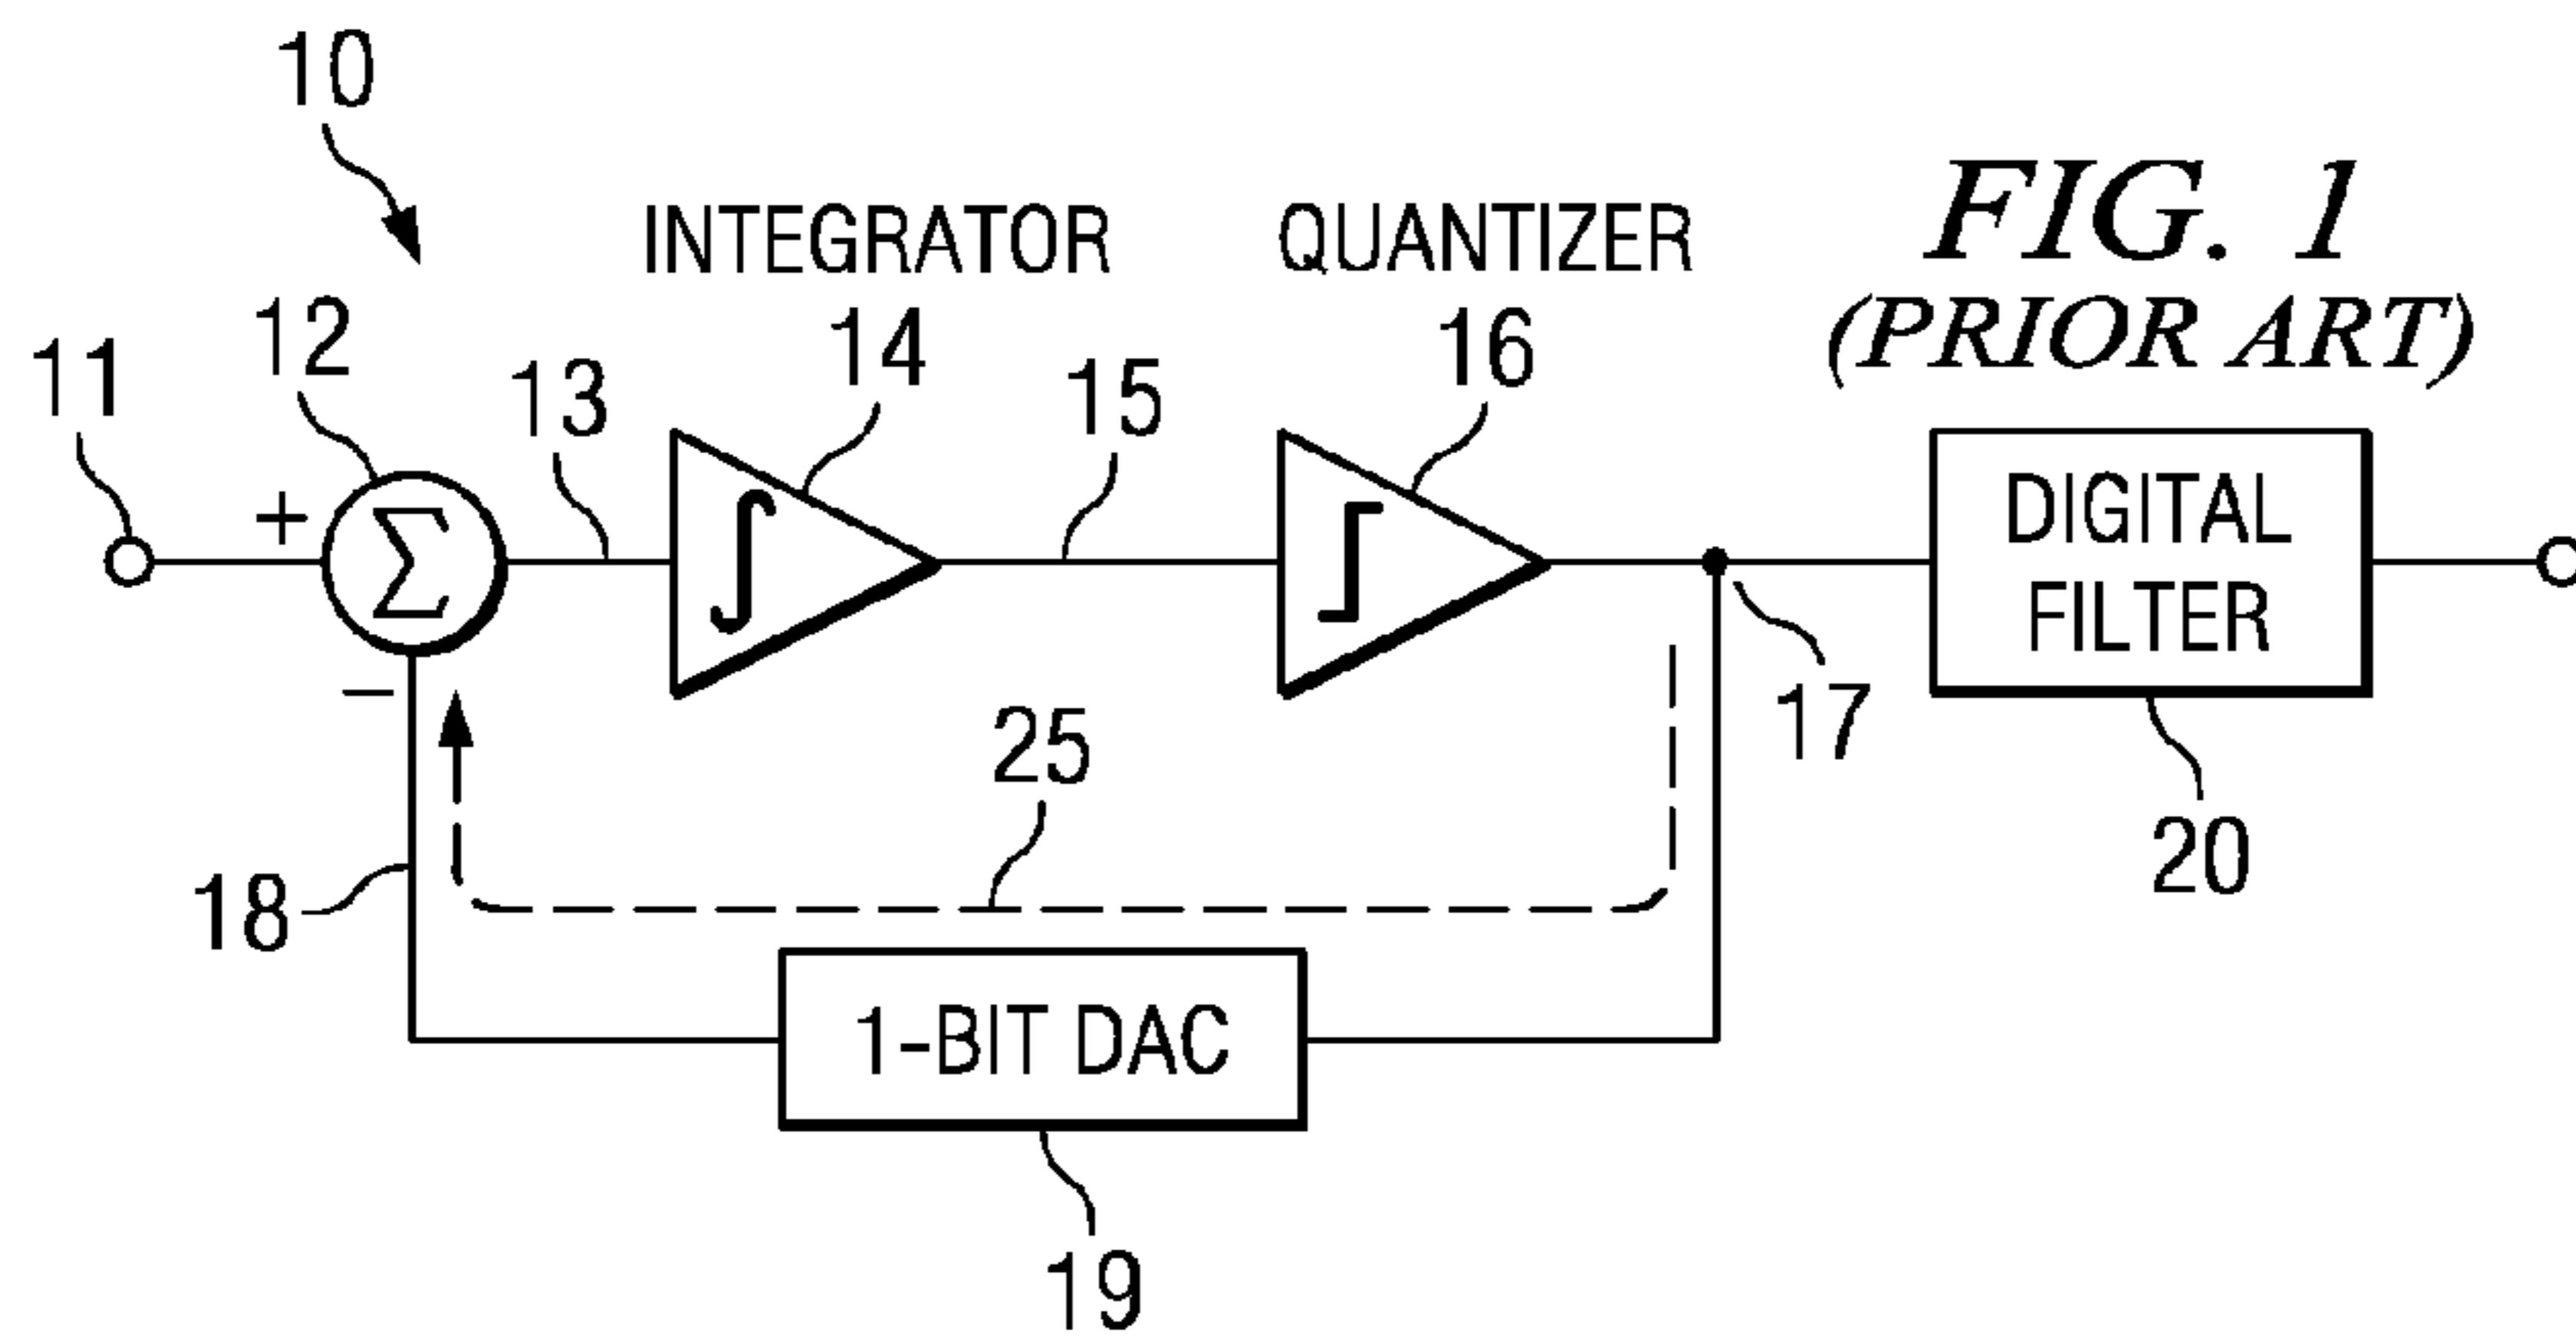 10
INTEGRATOR
QUANTIZER
FIG. 1
(PRIOR ART)
11
12
13
14
15
16
+
Σ
∫
DIGITAL
FILTER
−
17
25
18
20
1-BIT DAC
19